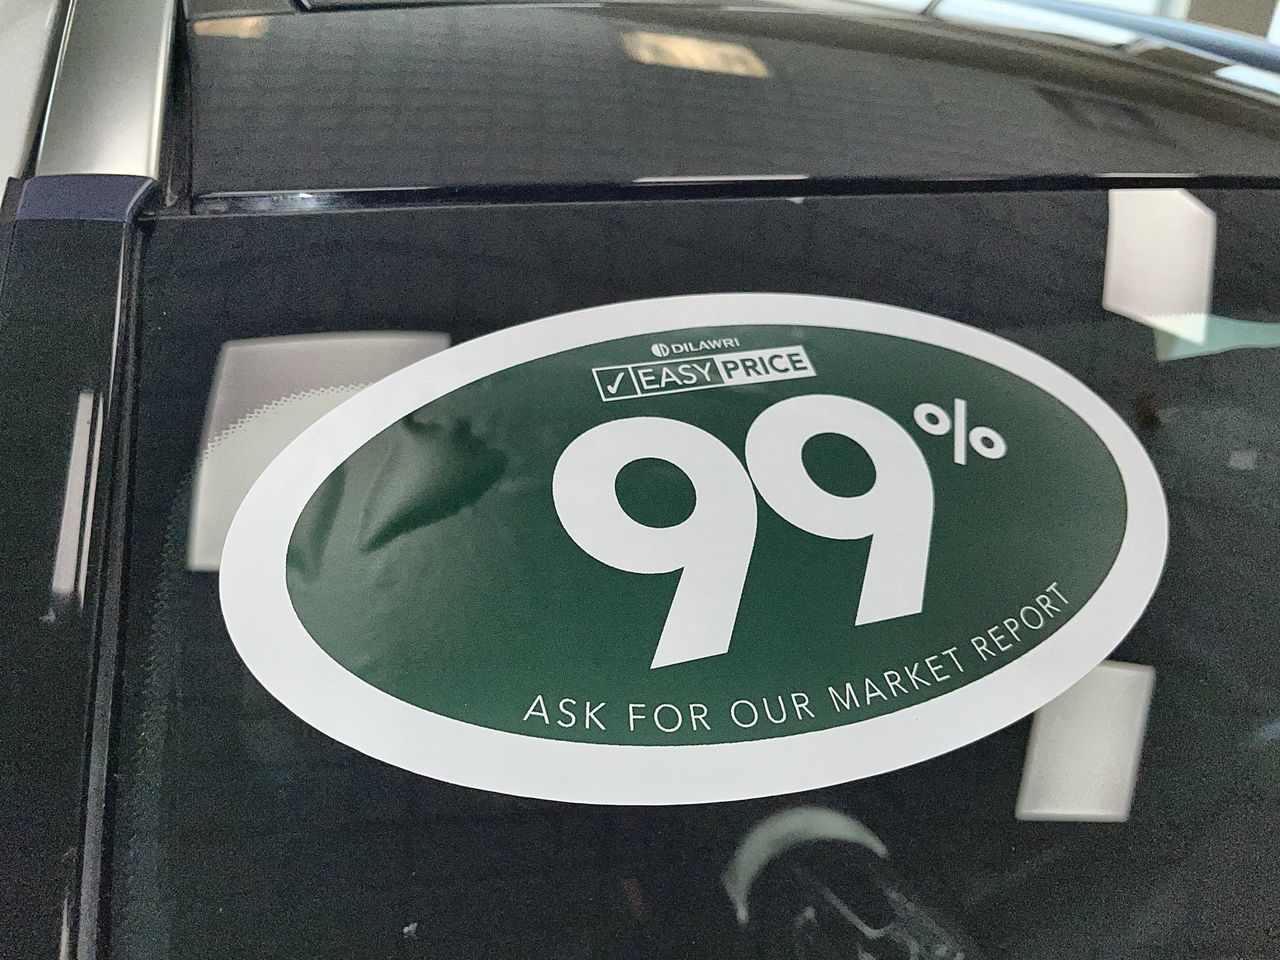 DILAWRI
✓ EASY PRICE
99%
ASK FOR OUR MARKET REPORT